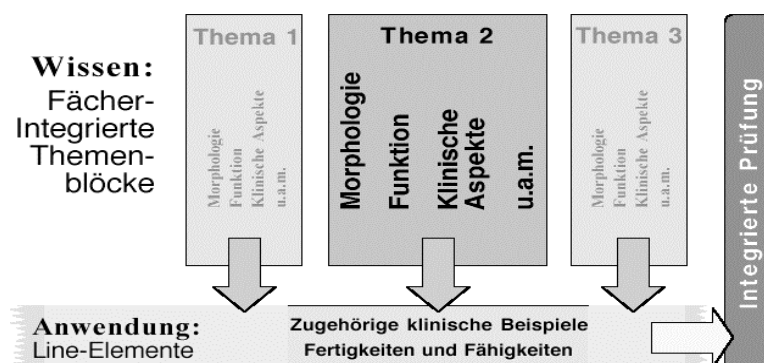 Wissen:
Fächer-
Integrierte
Themen-
blöcke
Thema 1
Morphologie
Funktion
Klinische Aspekte
u.a.m.
Thema 2
Morphologie
Funktion
Klinische
Aspekte
u.a.m.
Thema 3
Morphologie
Funktion
Klinische Aspekte
u.a.m.
Integrierte Prüfung
Anwendung:
Line-Elemente
Zugehörige klinische Beispiele
Fertigkeiten und Fähigkeiten